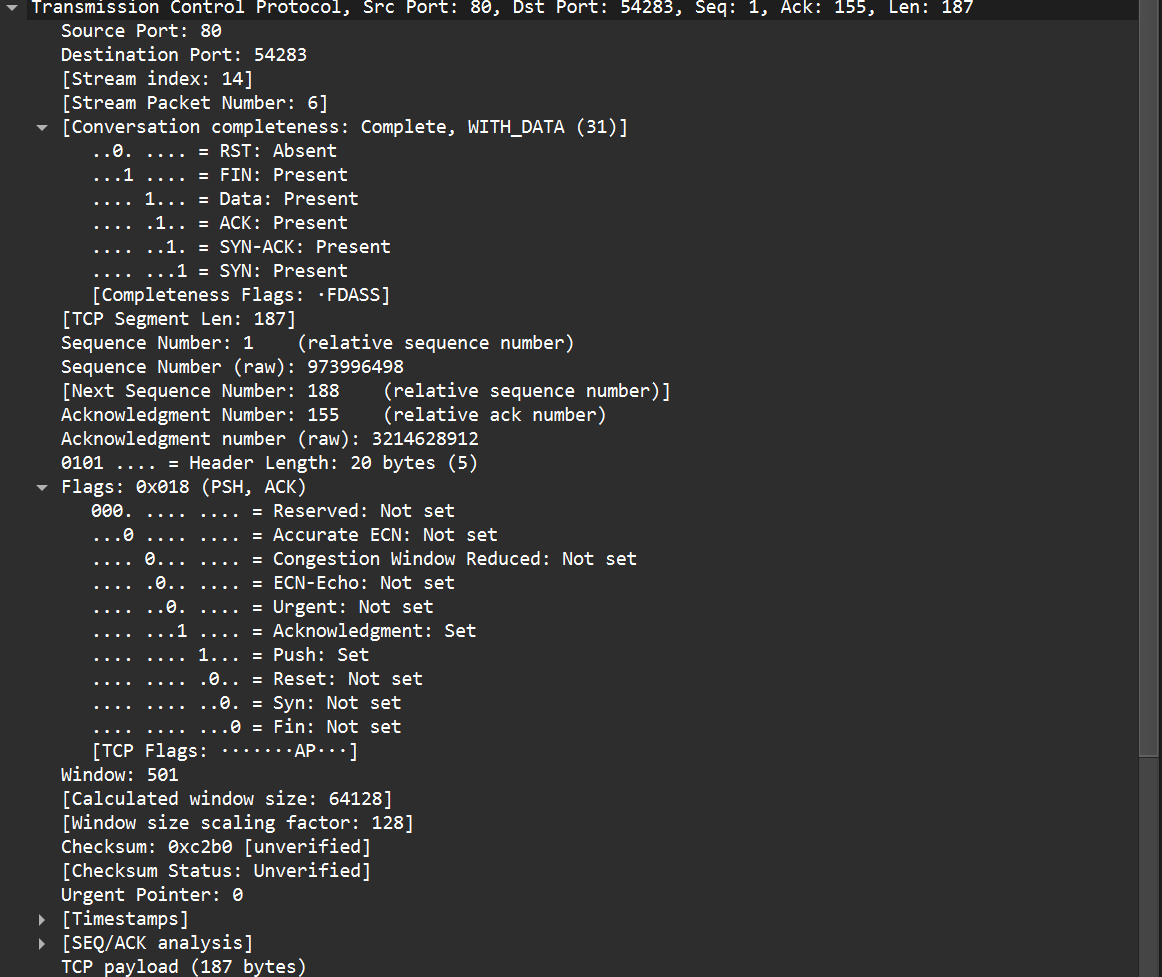 Transmission Control Protocol, Src Port: 80, Dst Port: 54283, Seq: 1, Ack: 155, Len: 187
Source Port: 80
Destination Port: 54283
[Stream index: 14]
[Stream Packet Number: 6]
[Conversation completeness: Complete, WITH_DATA (31)]
..0. .... = RST: Absent
...1 .... = FIN: Present
.... 1... = Data: Present
.... .1.. = ACK: Present
.... ..1. = SYN-ACK: Present
.... ...1 = SYN: Present
[Completeness Flags: ·FDASS]
[TCP Segment Len: 187]
Sequence Number: 1    (relative sequence number)
Sequence Number (raw): 973996498
[Next Sequence Number: 188    (relative sequence number)]
Acknowledgment Number: 155    (relative ack number)
Acknowledgment number (raw): 3214628912
0101 .... = Header Length: 20 bytes (5)
Flags: 0x018 (PSH, ACK)
000. .... .... = Reserved: Not set
...0 .... .... = Accurate ECN: Not set
.... 0... .... = Congestion Window Reduced: Not set
.... .0.. .... = ECN-Echo: Not set
.... ..0. .... = Urgent: Not set
.... ...1 .... = Acknowledgment: Set
.... .... 1... = Push: Set
.... .... .0.. = Reset: Not set
.... .... ..0. = Syn: Not set
.... .... ...0 = Fin: Not set
[TCP Flags: ·······AP···]
Window: 501
[Calculated window size: 64128]
[Window size scaling factor: 128]
Checksum: 0xc2b0 [unverified]
[Checksum Status: Unverified]
Urgent Pointer: 0
[Timestamps]
[SEQ/ACK analysis]
TCP payload (187 bytes)